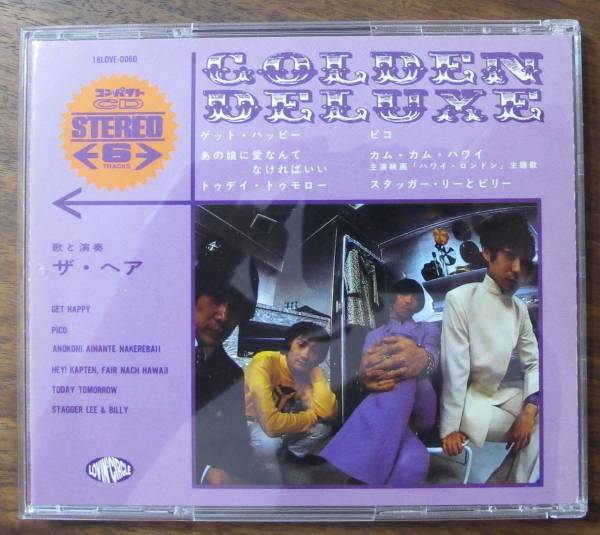 18LOVE-0060
GOLDEN
DELUXE
コンパクト
CD
STEREO
6
TRACKS
ゲット・ハッピー
あの娘に愛なんて
なければいい
トゥデイ・トゥモロー
ピコ
カム・カム・ハワイ
主演映画「ハワイ・ロンドン」主題歌
スタッガー・リーとビリー
歌と演奏
ザ・ヘア
GET HAPPY
PICO
ANOKONI AINANTE NAKEREBAII
HEY! KAPTEN, FAIR NACH HAWAII
TODAY TOMORROW
STAGGER LEE & BILLY
LOVIN' CIRCLE